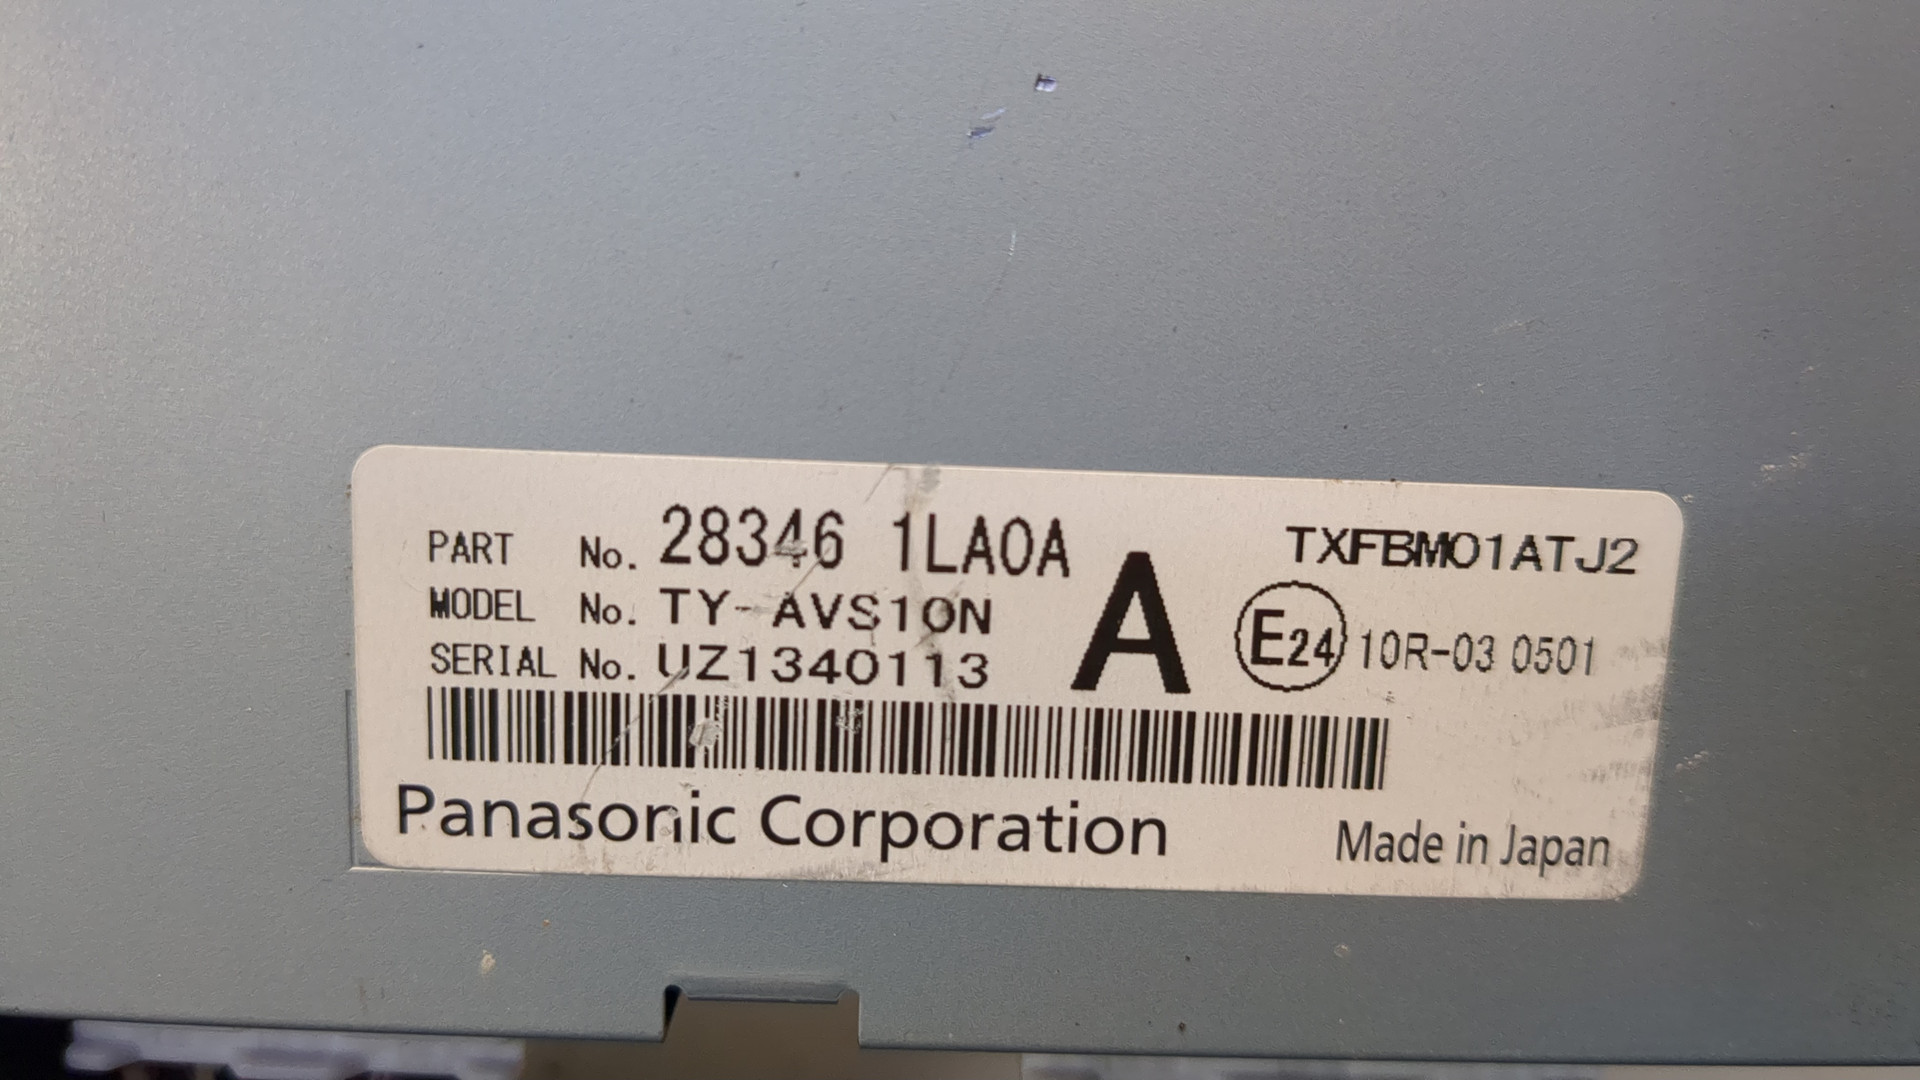 PART No. 28346 1LA0A
MODEL No. TY-AVS10N
SERIAL No. UZ1340113
A
TXFBM01ATJ2
E24 10R-03 0501
Panasonic Corporation
Made in Japan